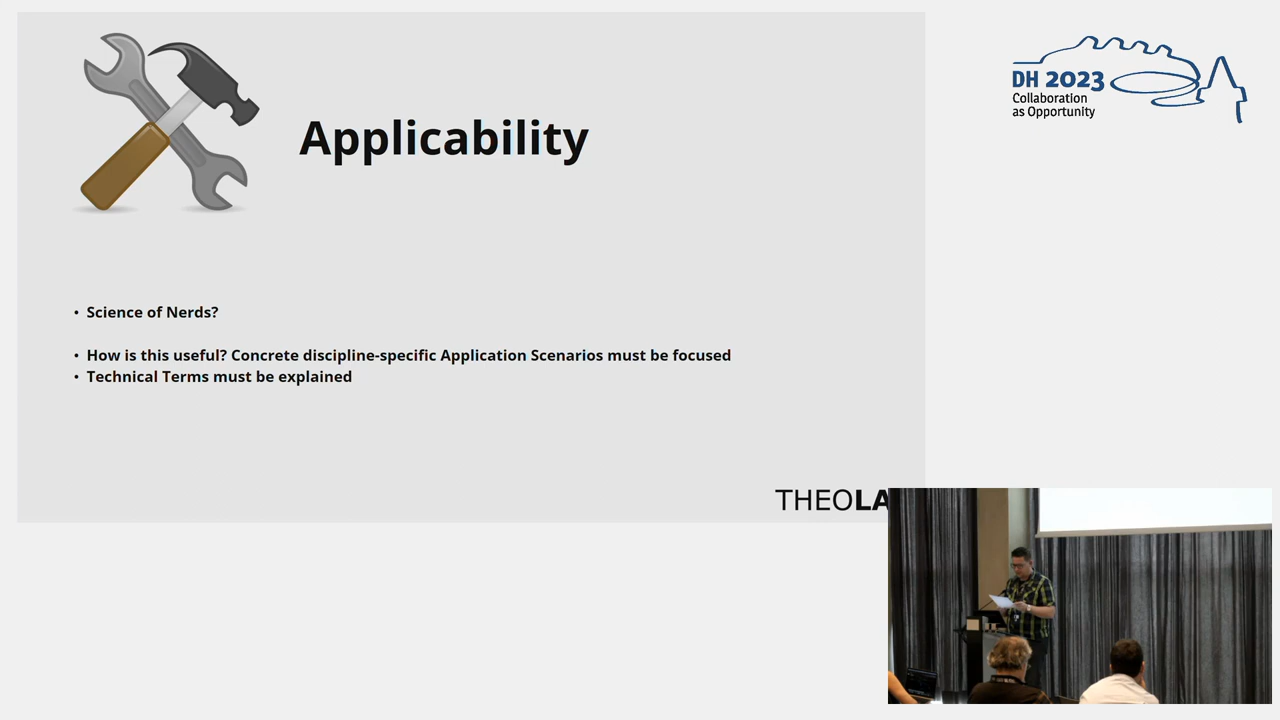 DH 2023
Collaboration
as Opportunity
Applicability
• Science of Nerds?
• How is this useful? Concrete discipline-specific Application Scenarios must be focused
• Technical Terms must be explained
THEOLA